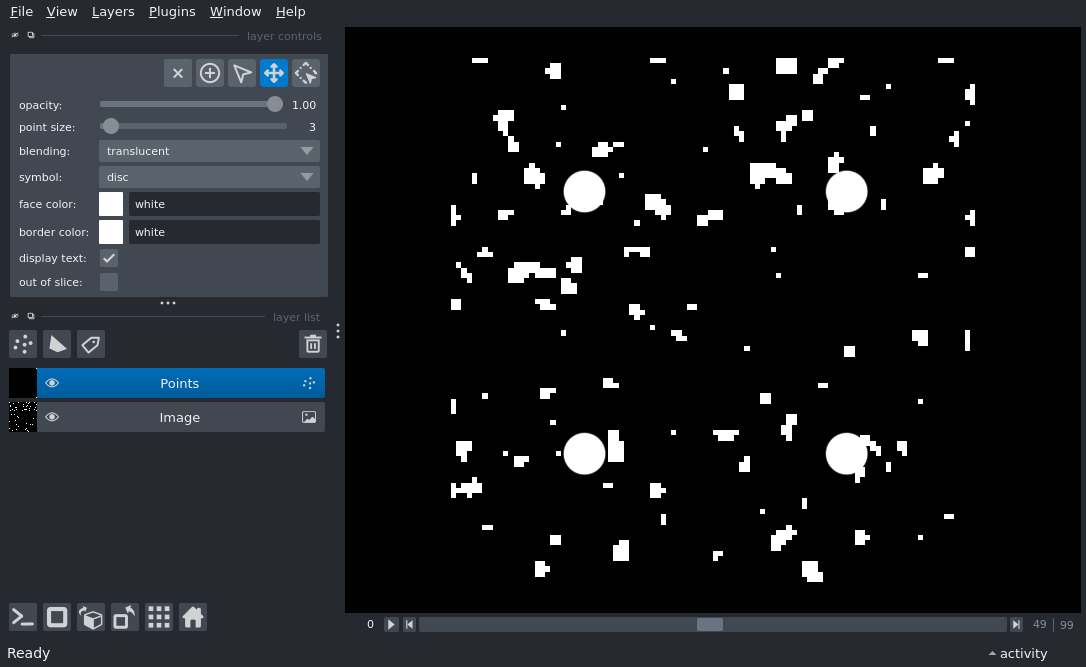 File View Layers Plugins Window Help
layer controls
opacity: 1.00
point size: 3
blending: translucent
symbol: disc
face color: white
border color: white
display text:
out of slice:
layer list
Points
Image
0 49 | 99
Ready activity